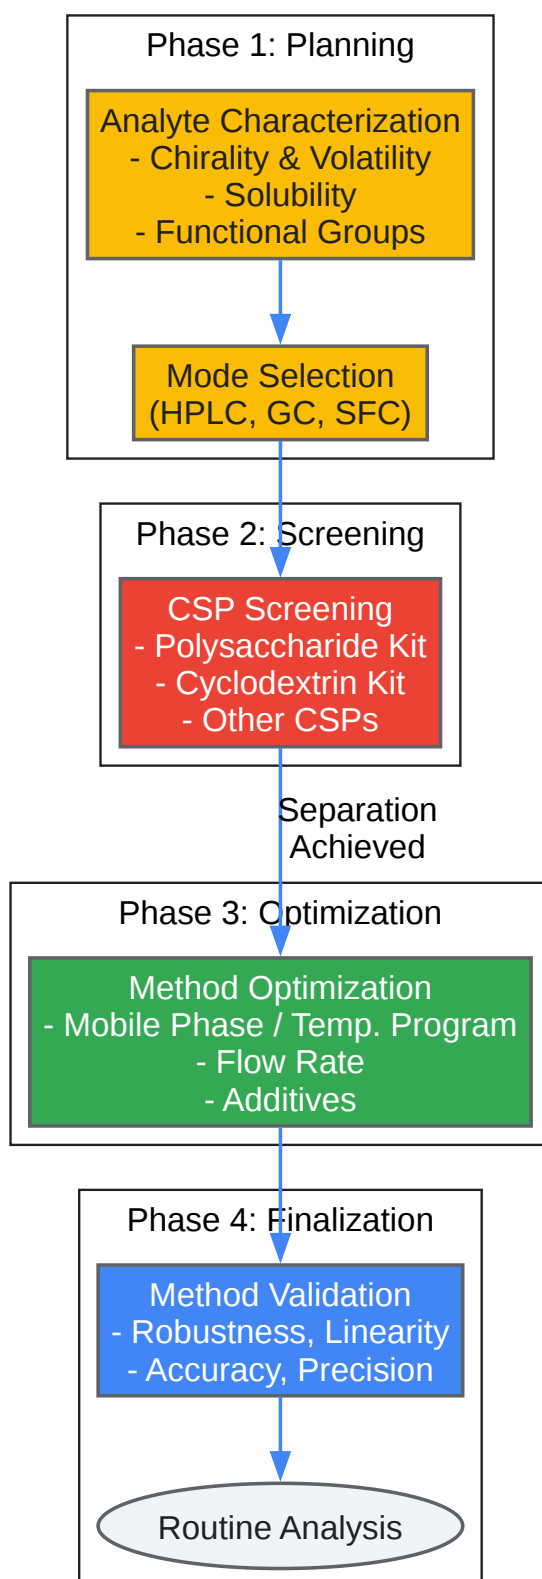 Phase 1: Planning
Analyte Characterization
- Chirality & Volatility
- Solubility
- Functional Groups
Mode Selection
(HPLC, GC, SFC)
Phase 2: Screening
CSP Screening
- Polysaccharide Kit
- Cyclodextrin Kit
- Other CSPs
Separation
Achieved
Phase 3: Optimization
Method Optimization
- Mobile Phase / Temp. Program
- Flow Rate
- Additives
Phase 4: Finalization
Method Validation
- Robustness, Linearity
- Accuracy, Precision
Routine Analysis